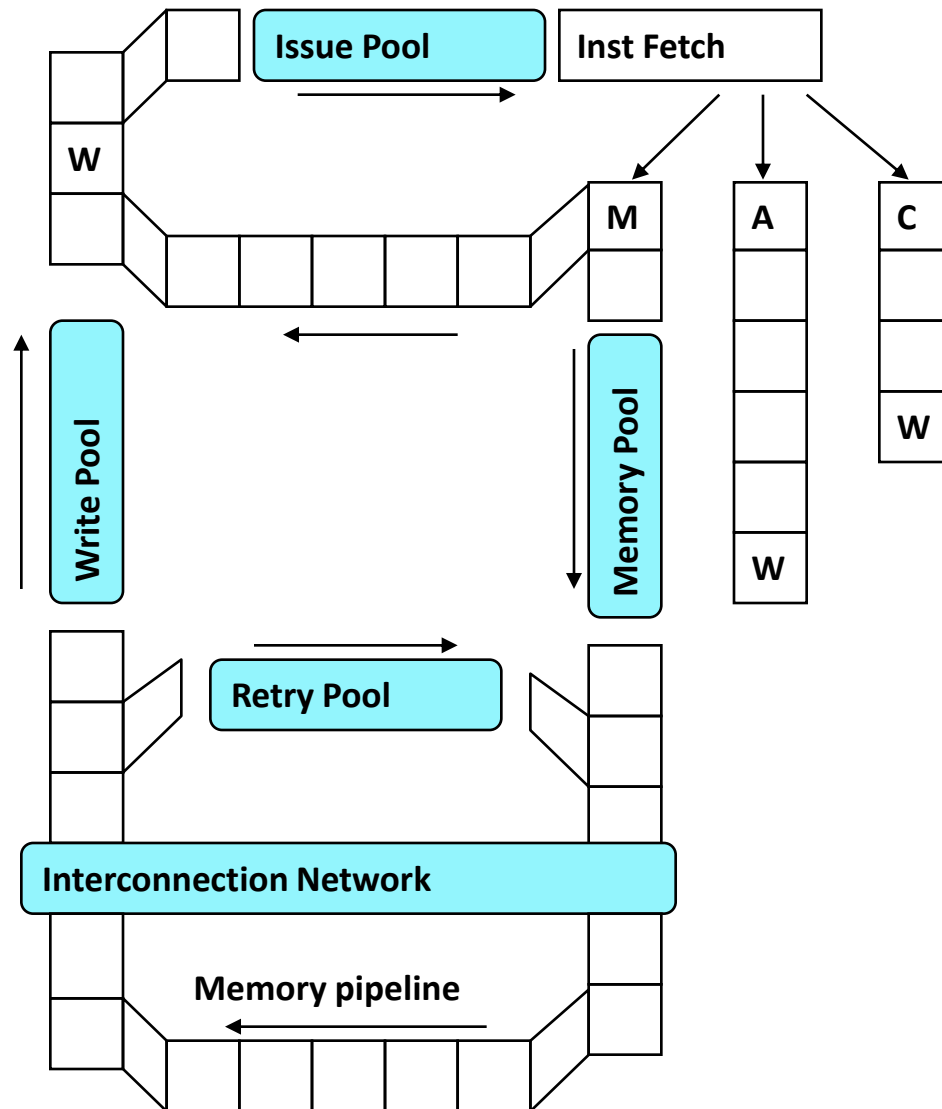 Issue Pool
Inst Fetch
W
M
A
C
W
W
Write Pool
Memory Pool
Retry Pool
Interconnection Network
Memory pipeline